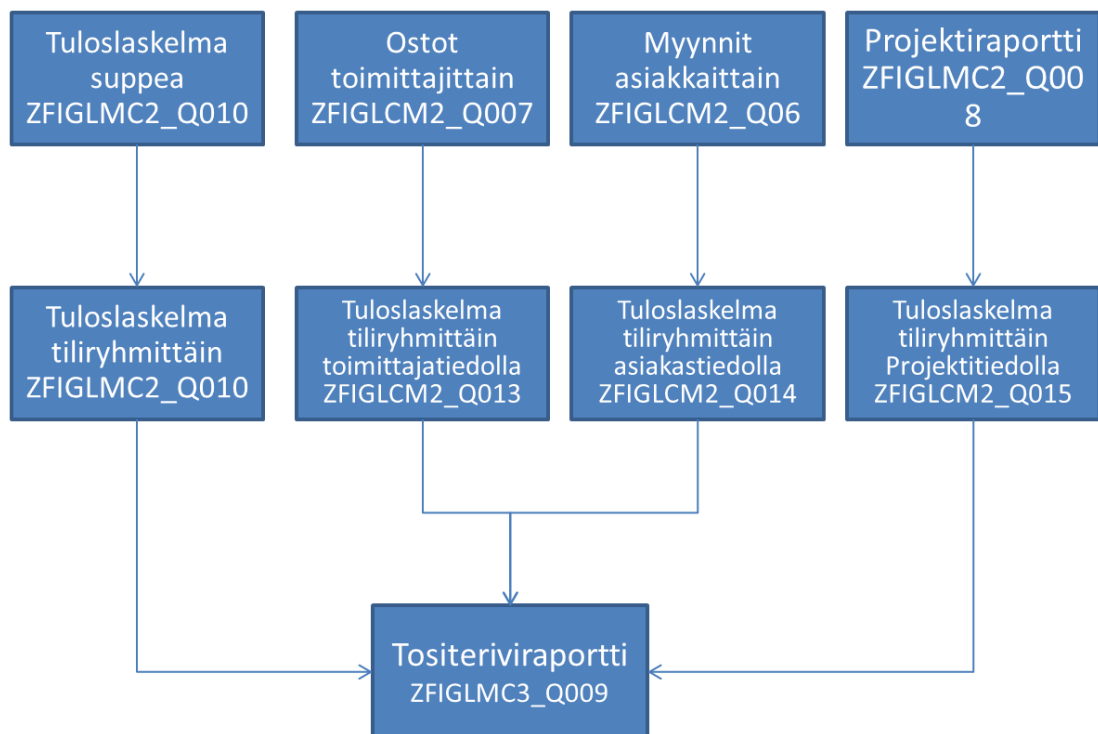 Tuloslaskelma
suppea
ZFIGLMC2_Q010
Ostot
toimittajittain
ZFIGLCM2_Q007
Myynnit
asiakkaittain
ZFIGLCM2_Q06
Projektiraportti
ZFIGLMC2_Q00
8
Tuloslaskelma
tiliryhmittäin
ZFIGLMC2_Q010
Tuloslaskelma
tiliryhmittäin
toimittajatiedolla
ZFIGLCM2_Q013
Tuloslaskelma
tiliryhmittäin
asiakastiedolla
ZFIGLCM2_Q014
Tuloslaskelma
tiliryhmittäin
Projektitiedolla
ZFIGLCM2_Q015
Tositeriviraportti
ZFIGLMC3_Q009